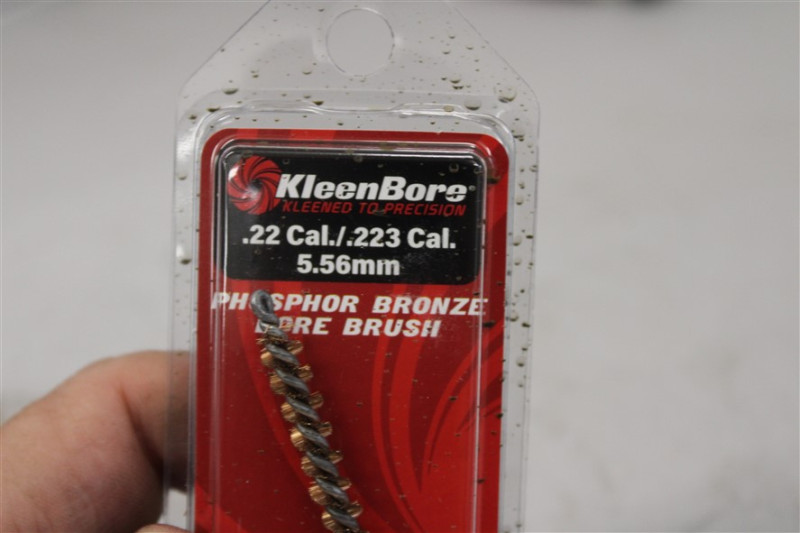 KleenBore®
KLEENED TO PRECISION
.22 Cal./.223 Cal.
5.56mm
PHOSPHOR BRONZE
BORE BRUSH